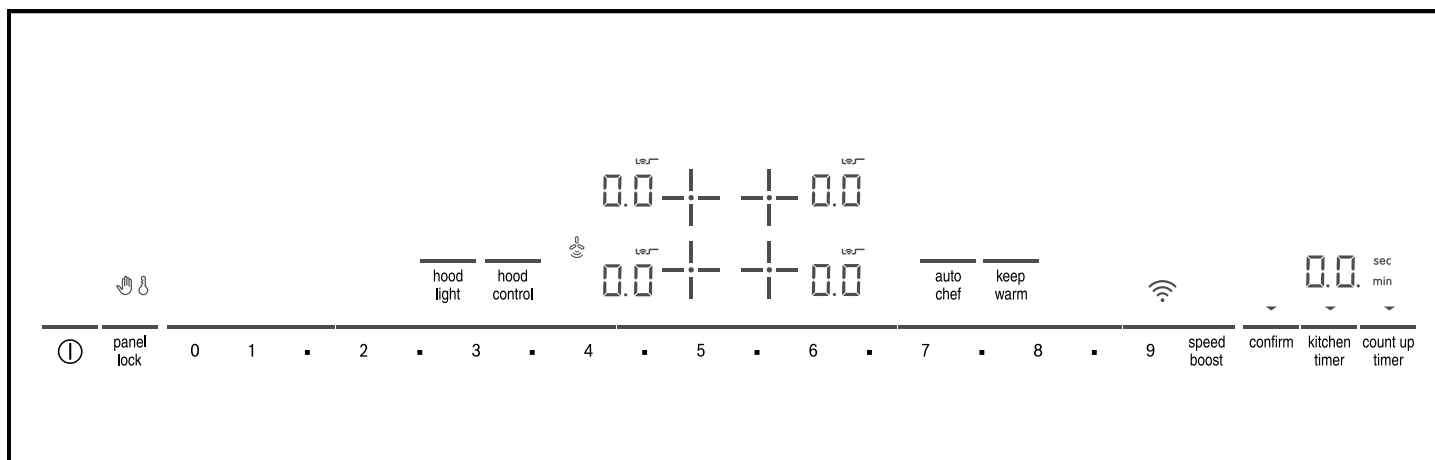 0.0 0.0
0.0 0.0
hood
light
hood
control
auto
chef
keep
warm
0.0.
sec
min
panel
lock
0 1 . 2 . 3 . 4 . 5 . 6 . 7 . 8 . 9
speed
boost
confirm
kitchen
timer
count up
timer